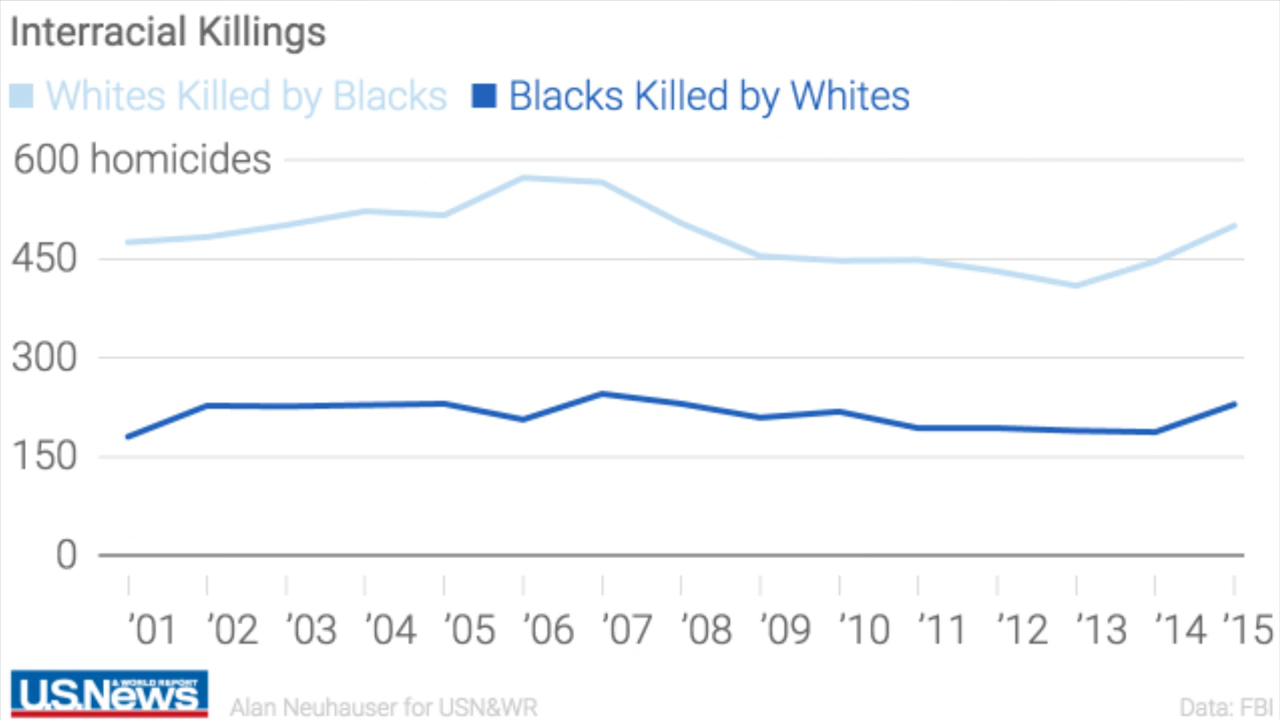 Interracial Killings
Whites Killed by Blacks Blacks Killed by Whites
600 homicides
450
300
150
0
'01 '02 '03 '04 '05 '06 '07 '08 '09 '10 '11 '12 '13 '14 '15
U.S.News & WORLD REPORT
Alan Neuhauser for USN&WR
Data: FBI